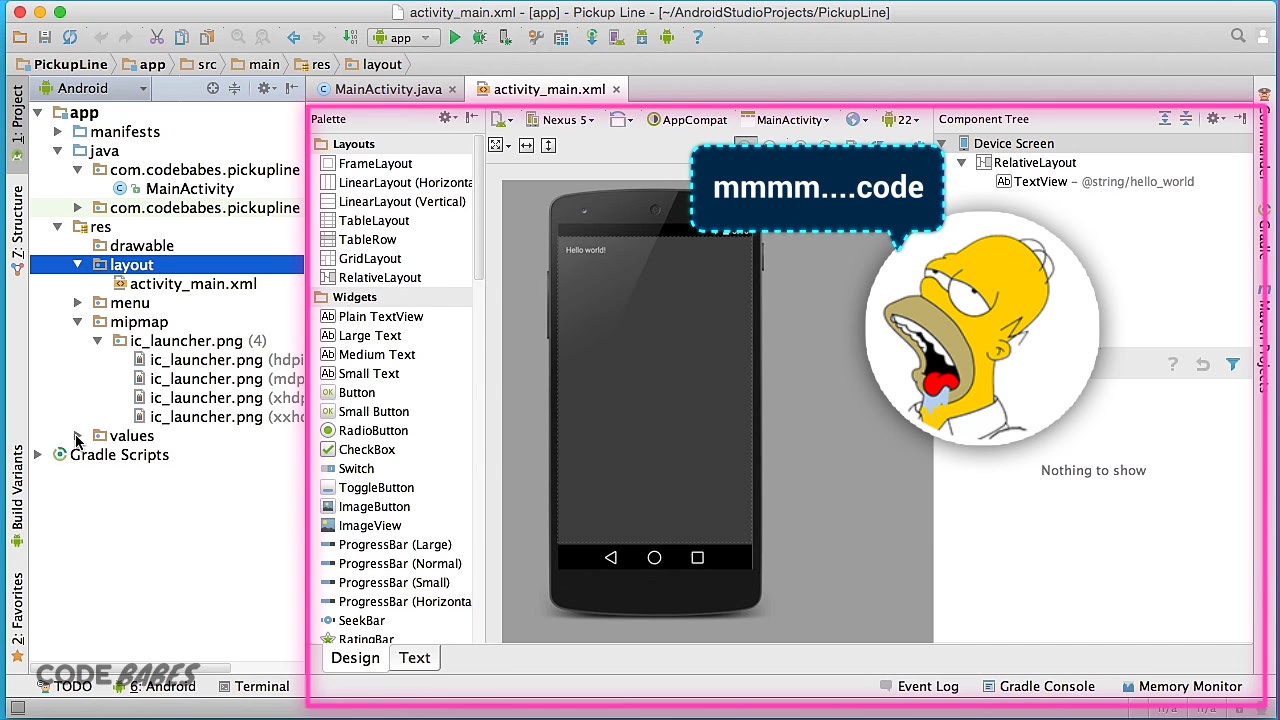 activity_main.xml - [app] - Pickup Line - [~/AndroidStudioProjects/PickupLine]
app
PickupLine app src main res layout
1: Project
Z: Structure
Build Variants
2: Favorites
Android
app
manifests
java
com.codebabes.pickupline
MainActivity
com.codebabes.pickupline
res
drawable
layout
activity_main.xml
menu
mipmap
ic_launcher.png (4)
ic_launcher.png (hdpi
ic_launcher.png (mdp
ic_launcher.png (xhdp
ic_launcher.png (xxhd
values
Gradle Scripts
MainActivity.java activity_main.xml
Palette
Layouts
FrameLayout
LinearLayout (Horizonta
LinearLayout (Vertical)
TableLayout
TableRow
GridLayout
RelativeLayout
Widgets
Plain TextView
Large Text
Medium Text
Small Text
Button
Small Button
RadioButton
CheckBox
Switch
ToggleButton
ImageButton
ImageView
ProgressBar (Large)
ProgressBar (Normal)
ProgressBar (Small)
ProgressBar (Horizonta
SeekBar
RatingBar
Nexus 5 AppCompat MainActivity 22
mmmm....code
Hello world!
Component Tree
Device Screen
RelativeLayout
TextView – @string/hello_world
Nothing to show
Commander
Gradle
Maven Projects
Design Text
CODE BABES
TODO 6: Android Terminal Event Log Gradle Console Memory Monitor
n/a n/a